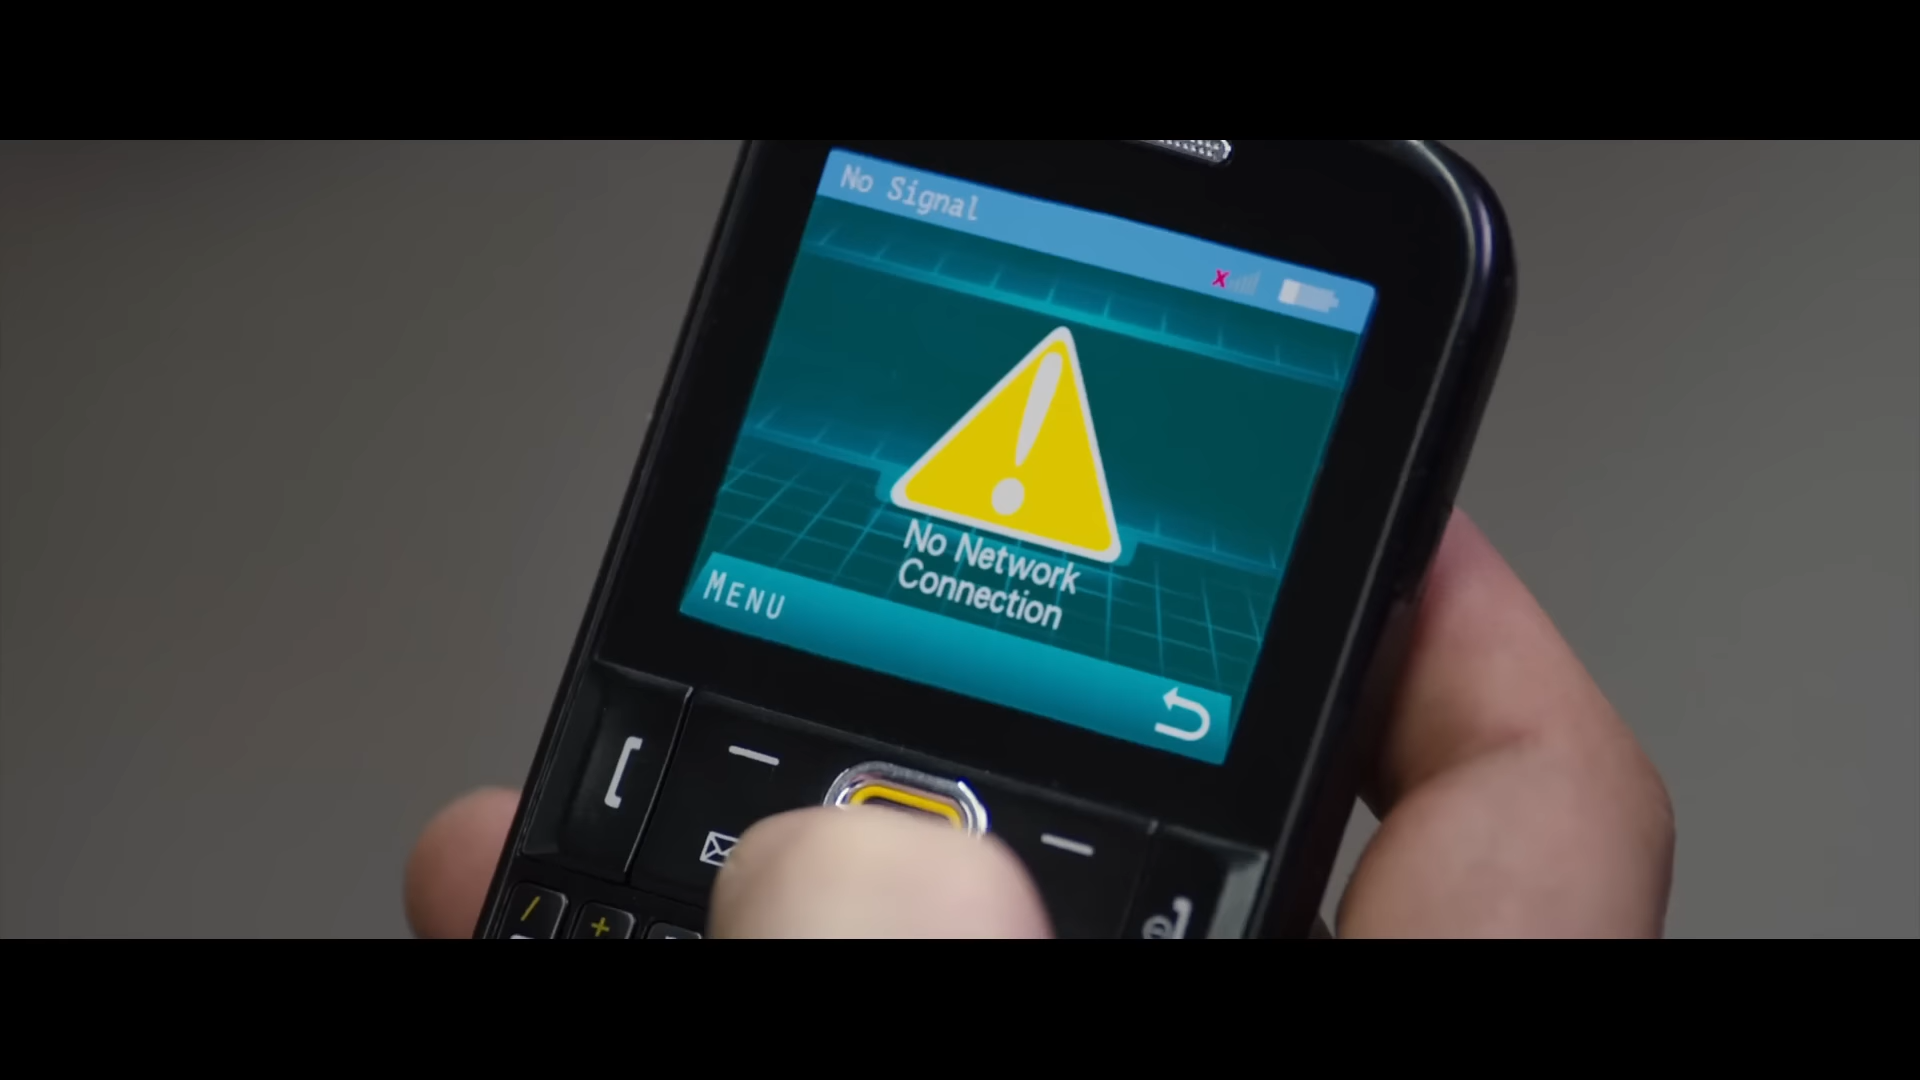 No Signal
x
No Network
Connection
MENU
/
+